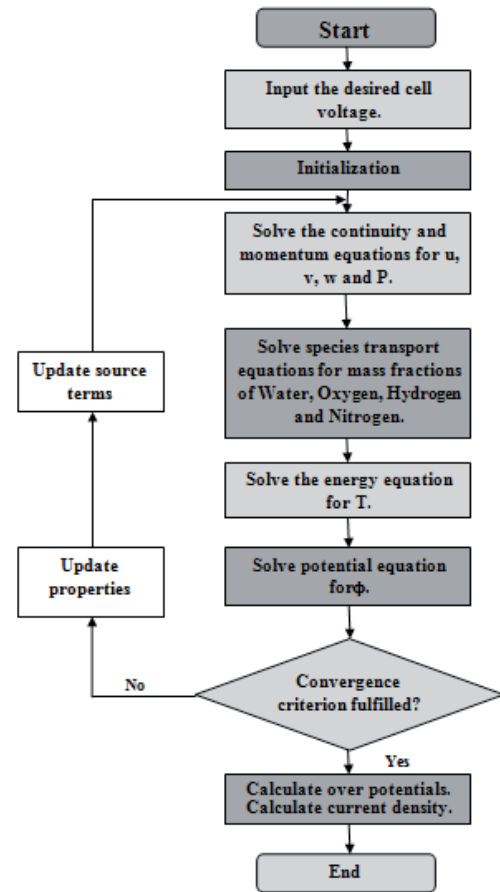 Start
Input the desired cell
voltage.
Initialization
Solve the continuity and
momentum equations for u,
v, w and P.
Solve species transport
equations for mass fractions
of Water, Oxygen, Hydrogen
and Nitrogen.
Update source
terms
Solve the energy equation
for T.
Update
properties
Solve potential equation
forϕ.
No
Convergence
criterion fulfilled?
Yes
Calculate over potentials.
Calculate current density.
End